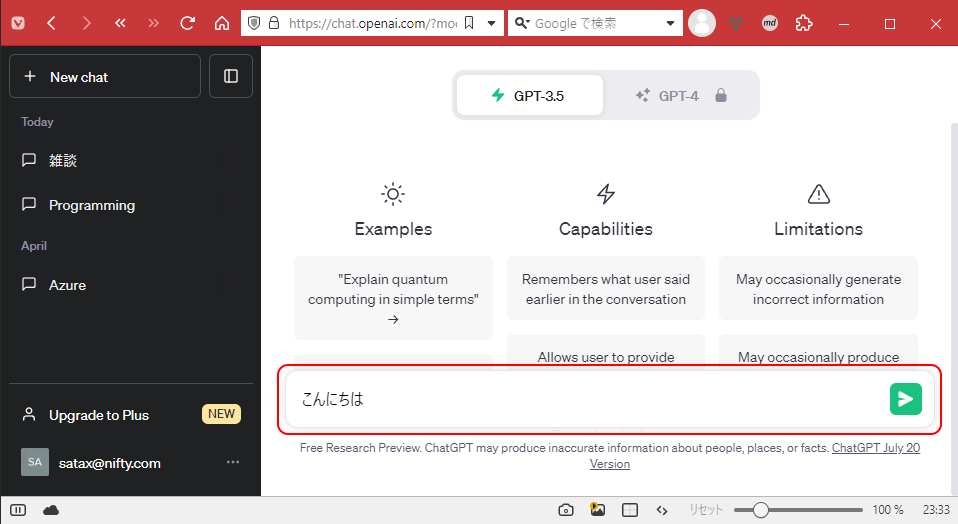 https://chat.openai.com/?mod
Google で検索
md
New chat
Today
雑談
Programming
April
Azure
Upgrade to Plus
NEW
SA
satax@nifty.com
GPT-3.5
GPT-4
Examples
"Explain quantum
computing in simple terms"
→
Capabilities
Remembers what user said
earlier in the conversation
Allows user to provide
Limitations
May occasionally generate
incorrect information
May occasionally produce
こんにちは
Free Research Preview. ChatGPT may produce inaccurate information about people, places, or facts. ChatGPT July 20
Version
リセット
100 %
23:33